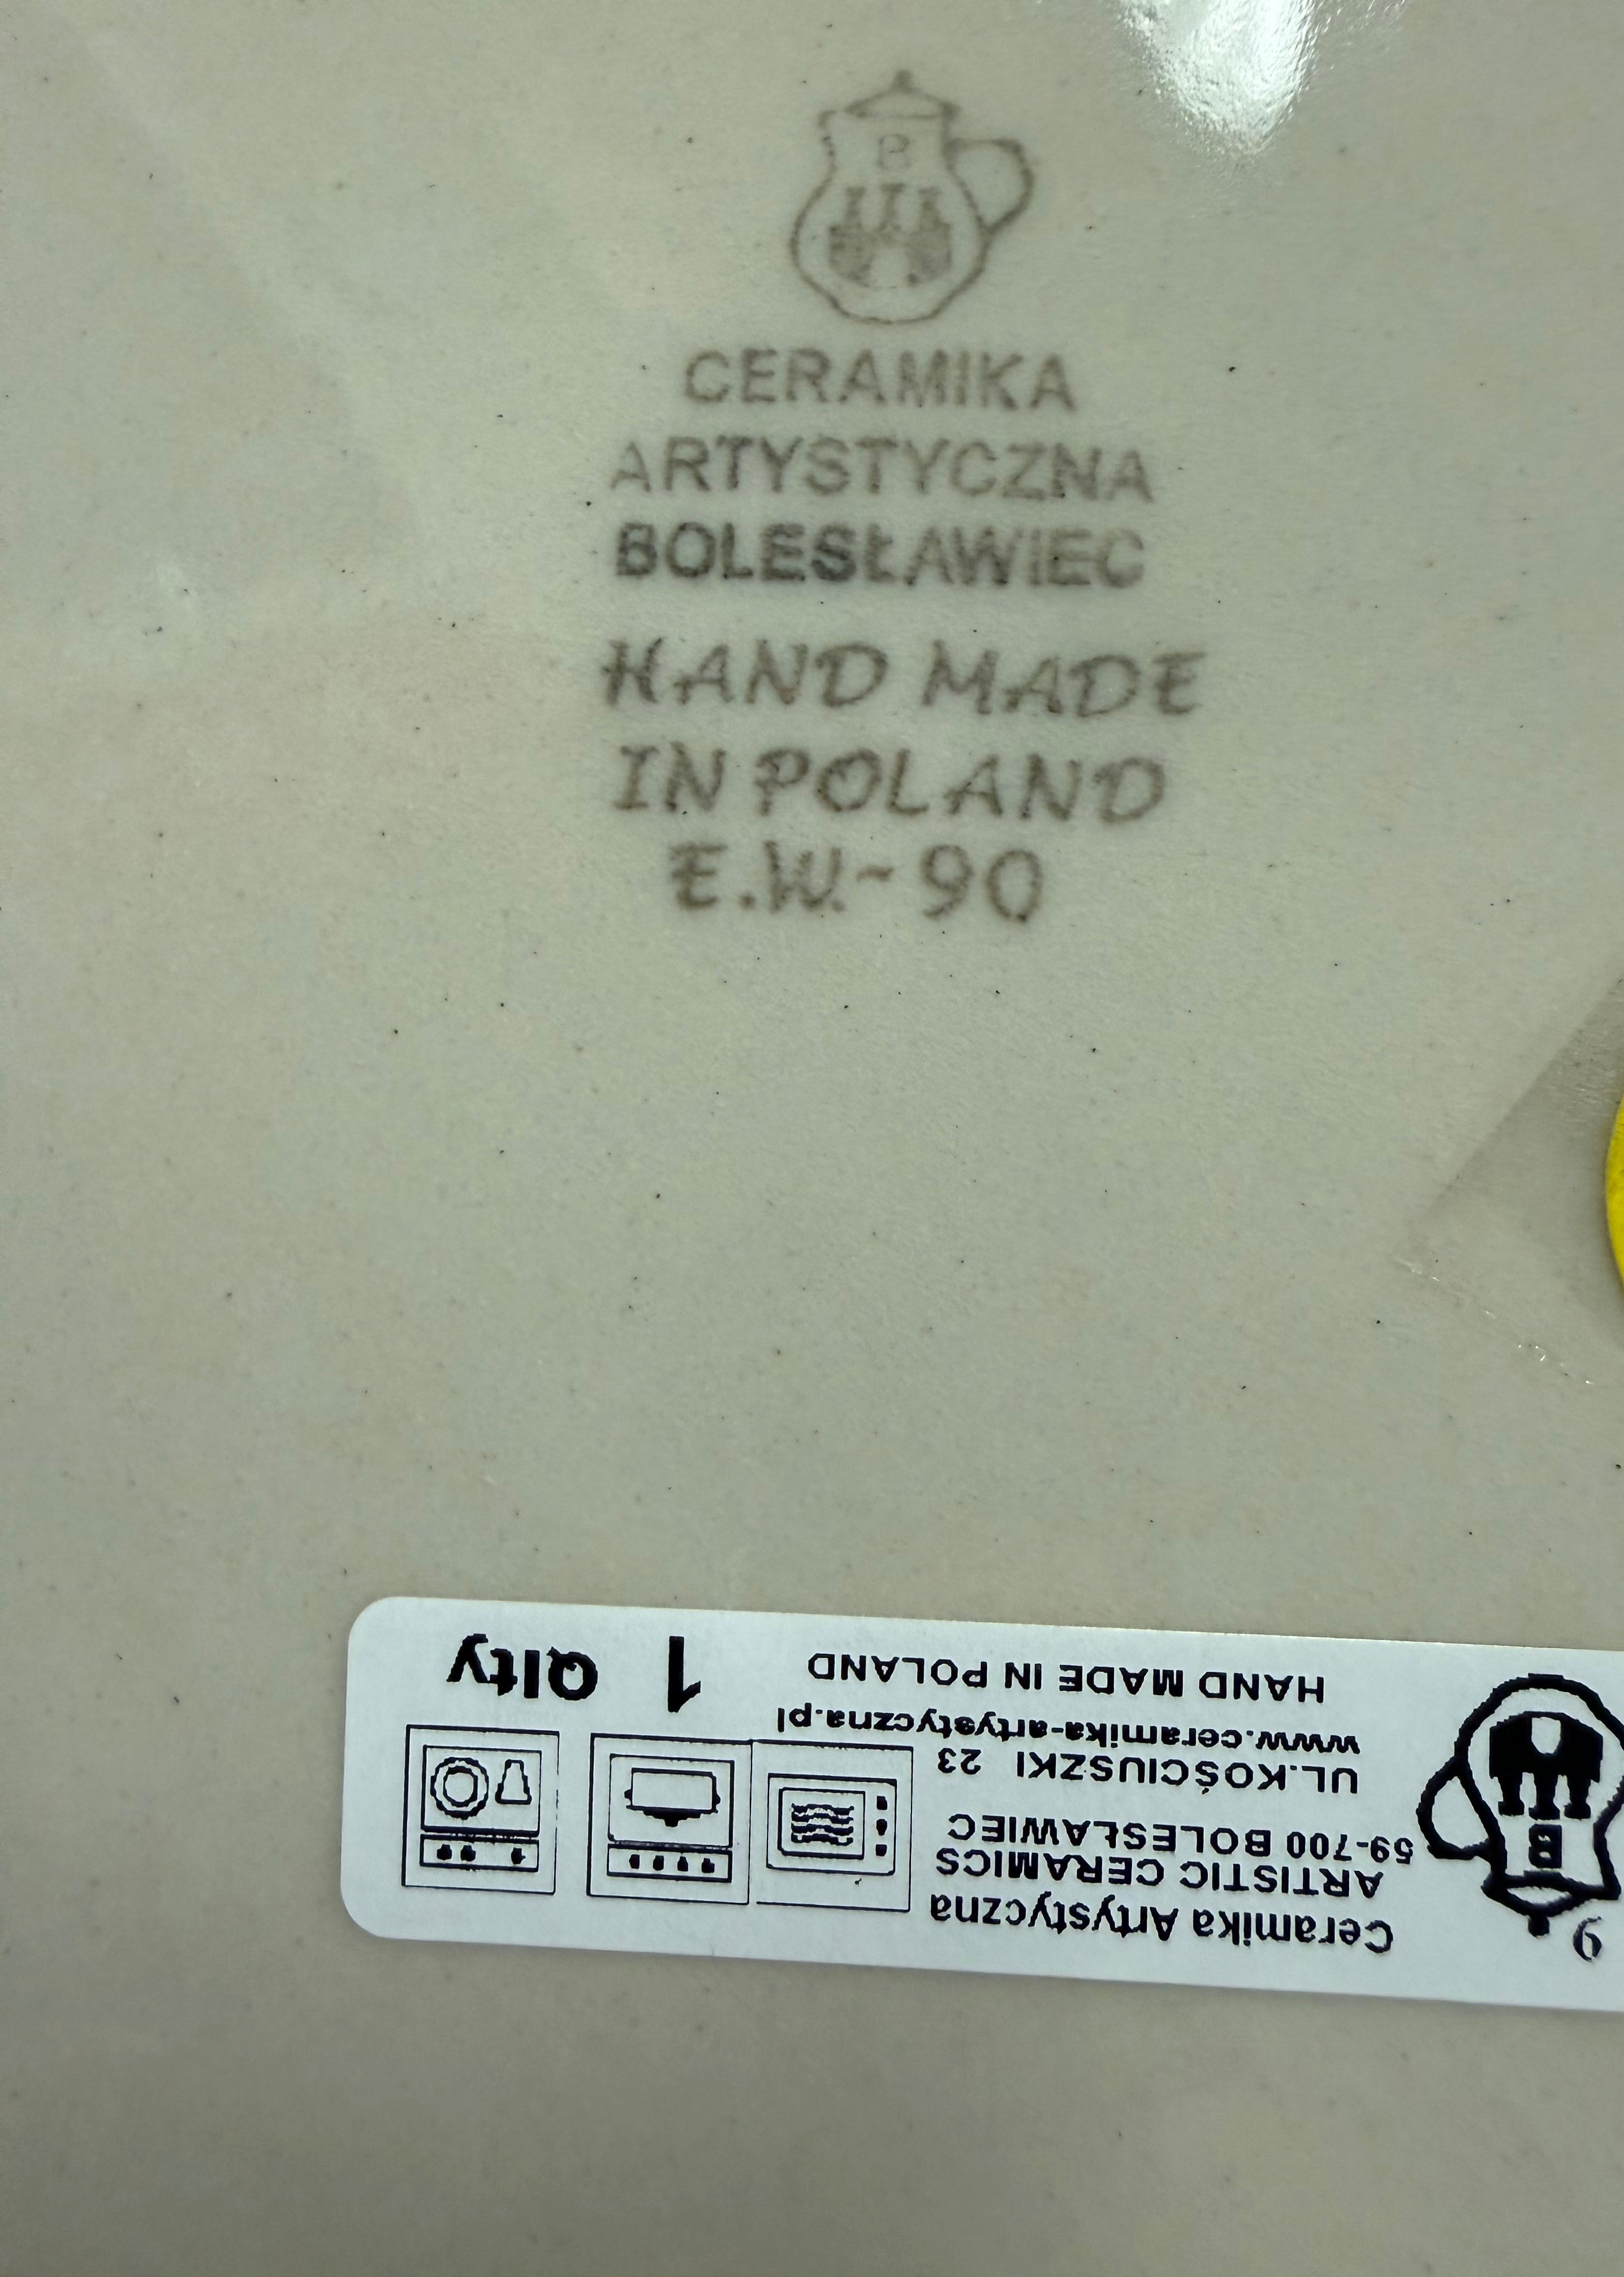 CERAMIKA
ARTYSTYCZNA
BOLESŁAWIEC
HAND MADE
IN POLAND
E.W.~90
B
9
Ceramika Artystyczna
ARTISTIC CERAMICS
59-700 BOLESŁAWIEC
UL.KOŚCIUSZKI 23
www.ceramika-artystyczna.pl
HAND MADE IN POLAND
1 Qlty